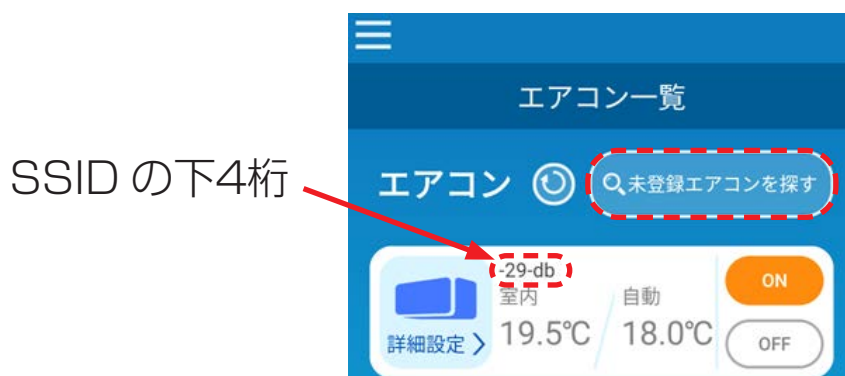 エアコン一覧
エアコン
未登録エアコンを探す
SSID の下4桁
-29-db
室内
自動
ON
19.5℃
18.0℃
詳細設定
OFF